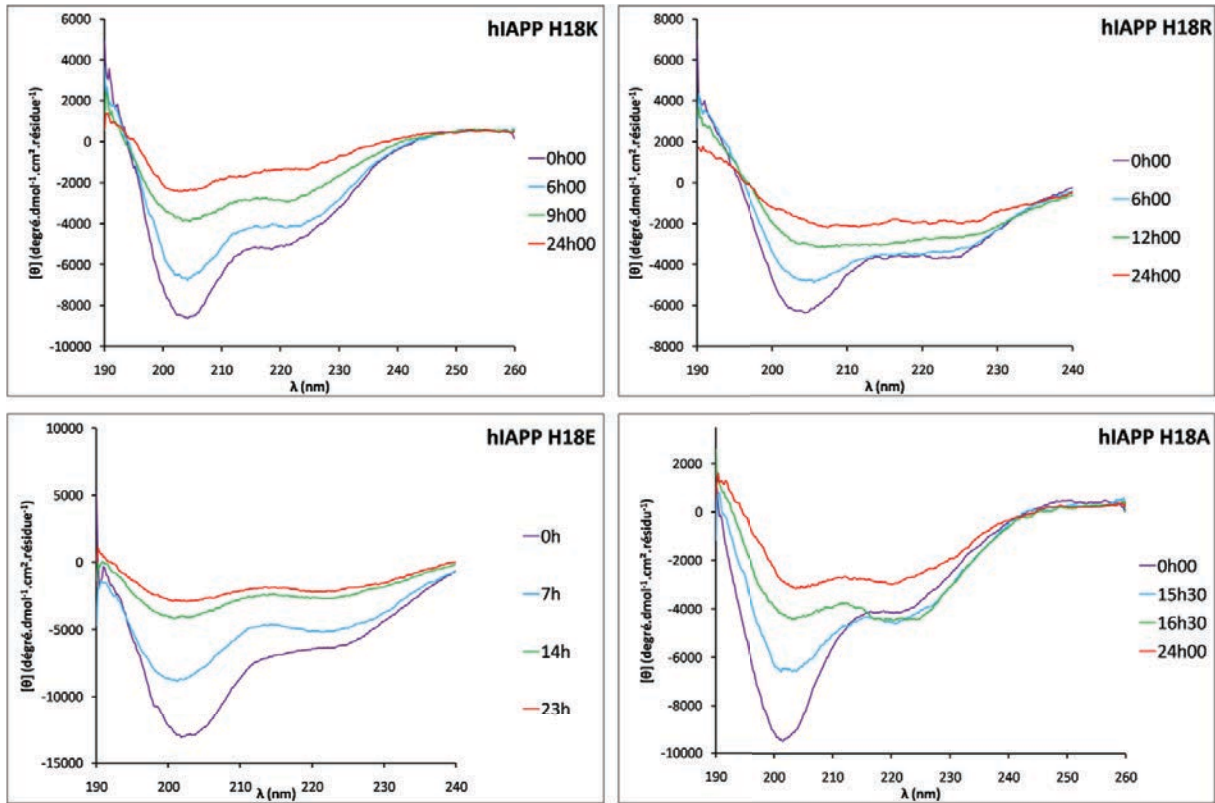 hIAPP H18K
6000
4000
2000
0
-2000
-4000
-6000
-8000
-10000
190 200 210 220 230 240 250 260
λ (nm)
[θ] (degré.dmol⁻¹.cm².résidue⁻¹)
0h00
6h00
9h00
24h00
hIAPP H18R
8000
6000
4000
2000
0
-2000
-4000
-6000
-8000
190 200 210 220 230 240
λ (nm)
[θ] (dégré.dmol⁻¹.cm².résidue⁻¹)
0h00
6h00
12h00
24h00
hIAPP H18E
10000
5000
0
-5000
-10000
-15000
190 200 210 220 230 240
λ (nm)
[θ] (dégré.dmol⁻¹.cm².résidue⁻¹)
0h
7h
14h
23h
hIAPP H18A
2000
0
-2000
-4000
-6000
-8000
-10000
190 200 210 220 230 240 250 260
λ (nm)
[θ] (degré.dmol⁻¹.cm².résidu⁻¹)
0h00
15h30
16h30
24h00